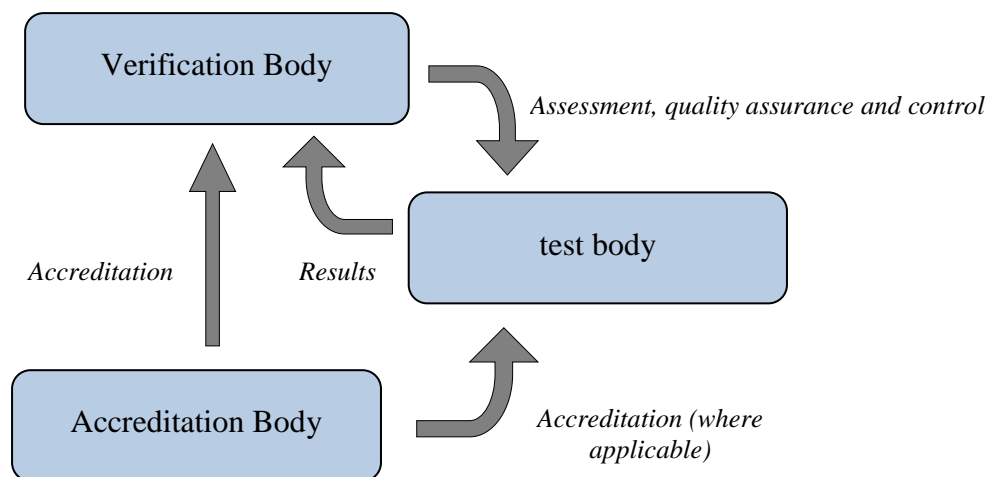 Verification Body
Assessment, quality assurance and control
test body
Accreditation
Results
Accreditation Body
Accreditation (where
applicable)